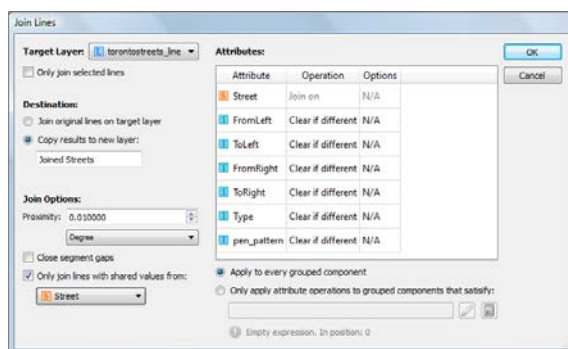 Join Lines
Target Layer: torontostreets_line
Only join selected lines
Destination:
Join original lines on target layer
Copy results to new layer:
Joined Streets
Join Options:
Proximity: 0.010000
Degree
Close segment gaps
Only join lines with shared values from:
Street
Attributes:
Attribute Operation Options
Street Join on N/A
FromLeft Clear if different N/A
ToLeft Clear if different N/A
FromRight Clear if different N/A
ToRight Clear if different N/A
Type Clear if different N/A
pen_pattern Clear if different N/A
Apply to every grouped component
Only apply attribute operations to grouped components that satisfy:
Empty expression. In position: 0
OK
Cancel